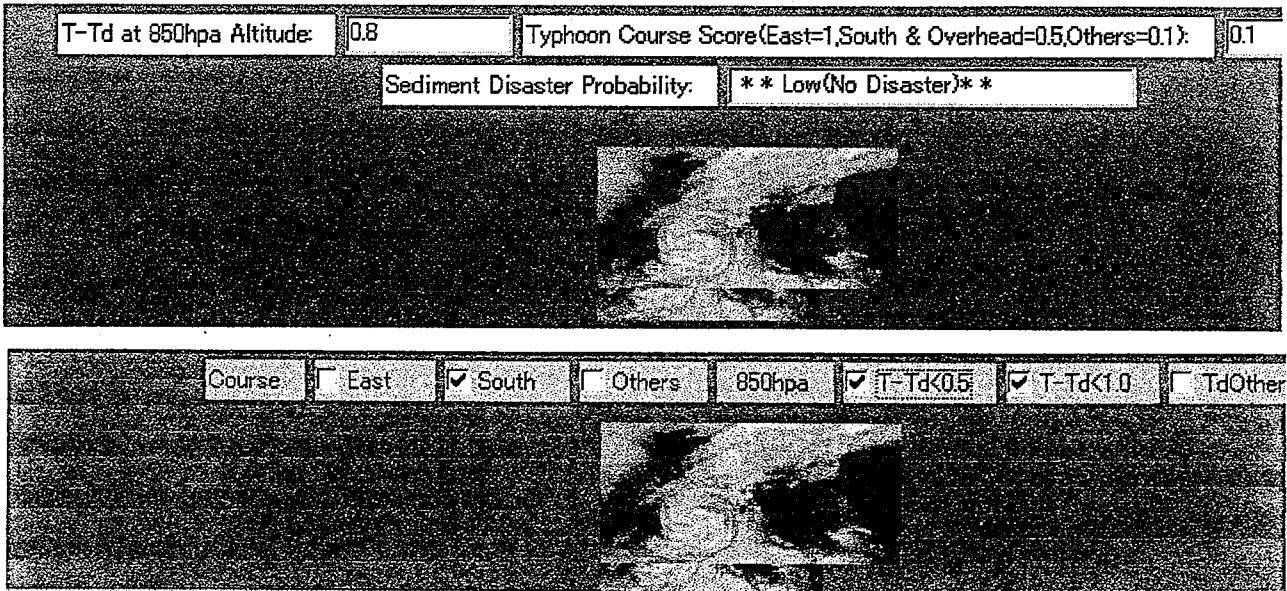 T-Td at 850hpa Altitude: 0.8 Typhoon Course Score(East=1,South & Overhead=0.5,Others=0.1): 0.1
Sediment Disaster Probability: * * Low(No Disaster)* *
Course East South Others 850hpa T-Td<0.5 T-Td<1.0 TdOther